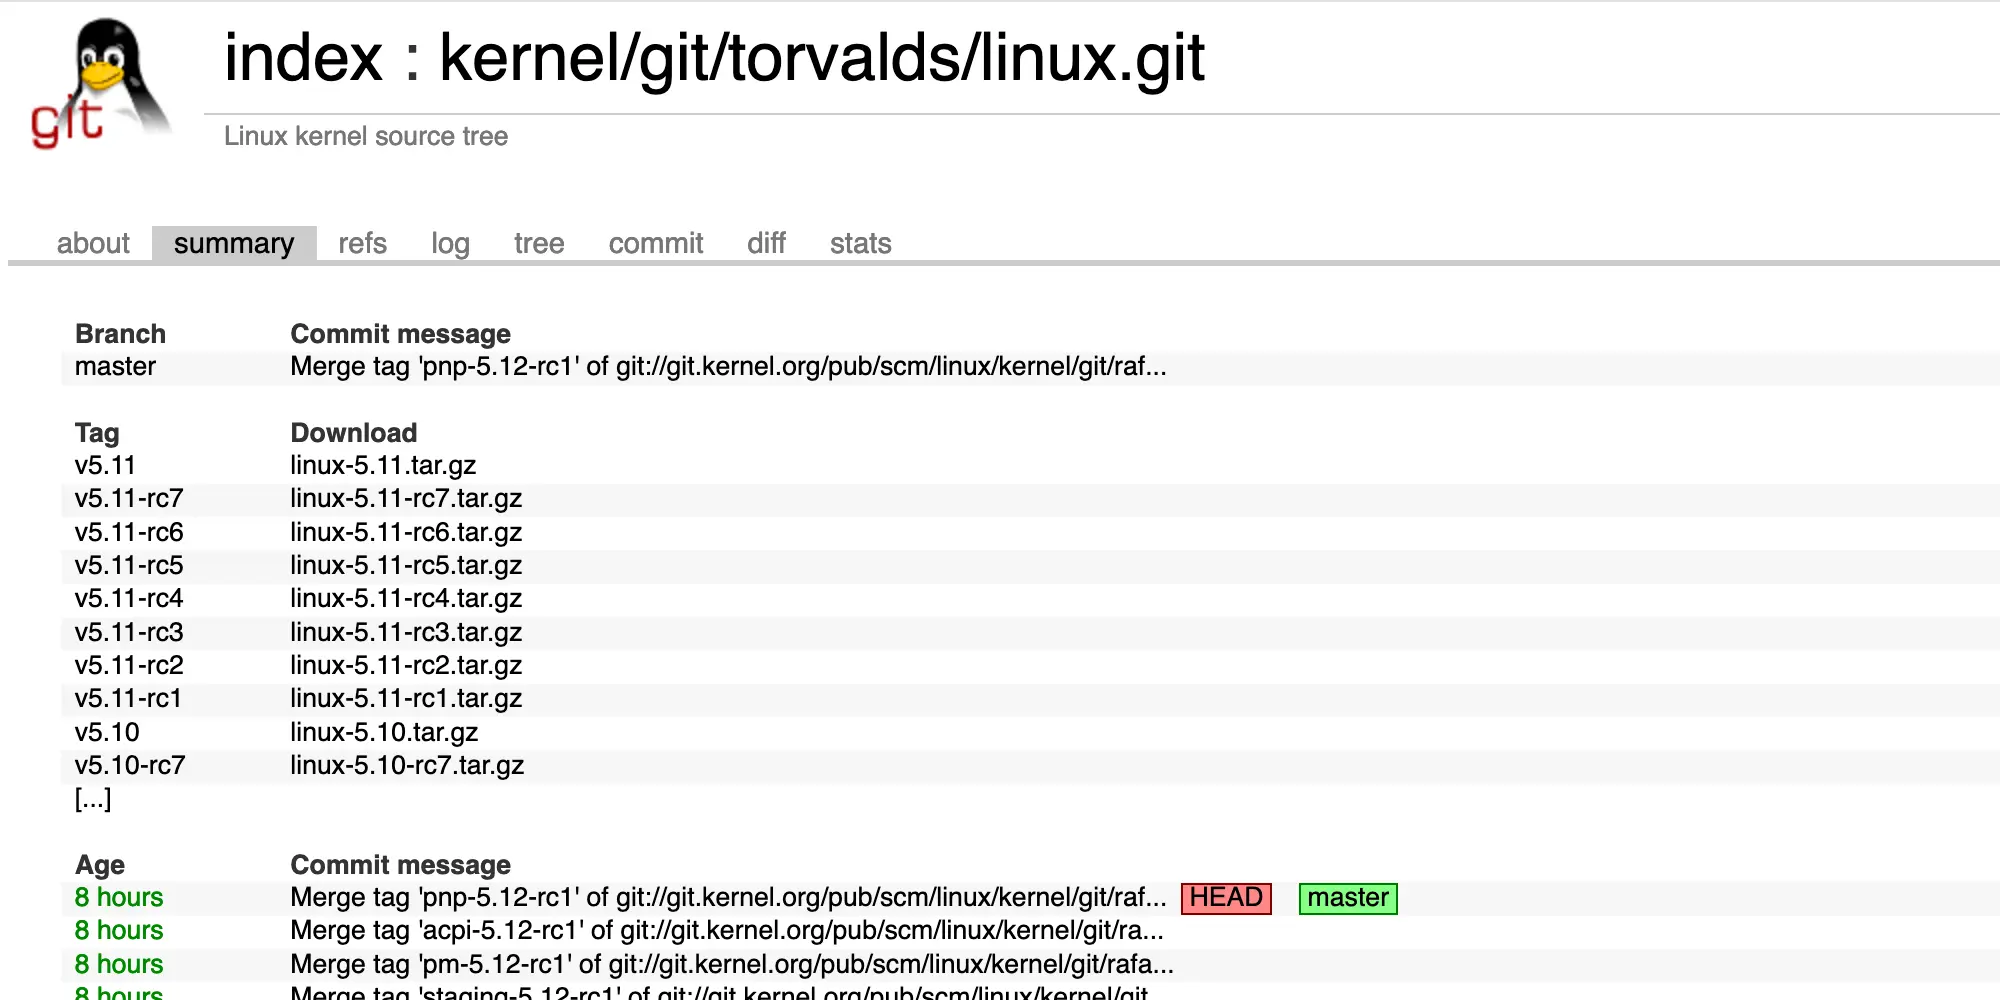 git
index : kernel/git/torvalds/linux.git
Linux kernel source tree
about summary refs log tree commit diff stats
Branch Commit message
master Merge tag 'pnp-5.12-rc1' of git://git.kernel.org/pub/scm/linux/kernel/git/raf...
Tag Download
v5.11 linux-5.11.tar.gz
v5.11-rc7 linux-5.11-rc7.tar.gz
v5.11-rc6 linux-5.11-rc6.tar.gz
v5.11-rc5 linux-5.11-rc5.tar.gz
v5.11-rc4 linux-5.11-rc4.tar.gz
v5.11-rc3 linux-5.11-rc3.tar.gz
v5.11-rc2 linux-5.11-rc2.tar.gz
v5.11-rc1 linux-5.11-rc1.tar.gz
v5.10 linux-5.10.tar.gz
v5.10-rc7 linux-5.10-rc7.tar.gz
[...]
Age Commit message
8 hours Merge tag 'pnp-5.12-rc1' of git://git.kernel.org/pub/scm/linux/kernel/git/raf... HEAD master
8 hours Merge tag 'acpi-5.12-rc1' of git://git.kernel.org/pub/scm/linux/kernel/git/ra...
8 hours Merge tag 'pm-5.12-rc1' of git://git.kernel.org/pub/scm/linux/kernel/git/rafa...
8 hours Merge tag 'staging-5.12-rc1' of git://git.kernel.org/pub/scm/linux/kernel/git